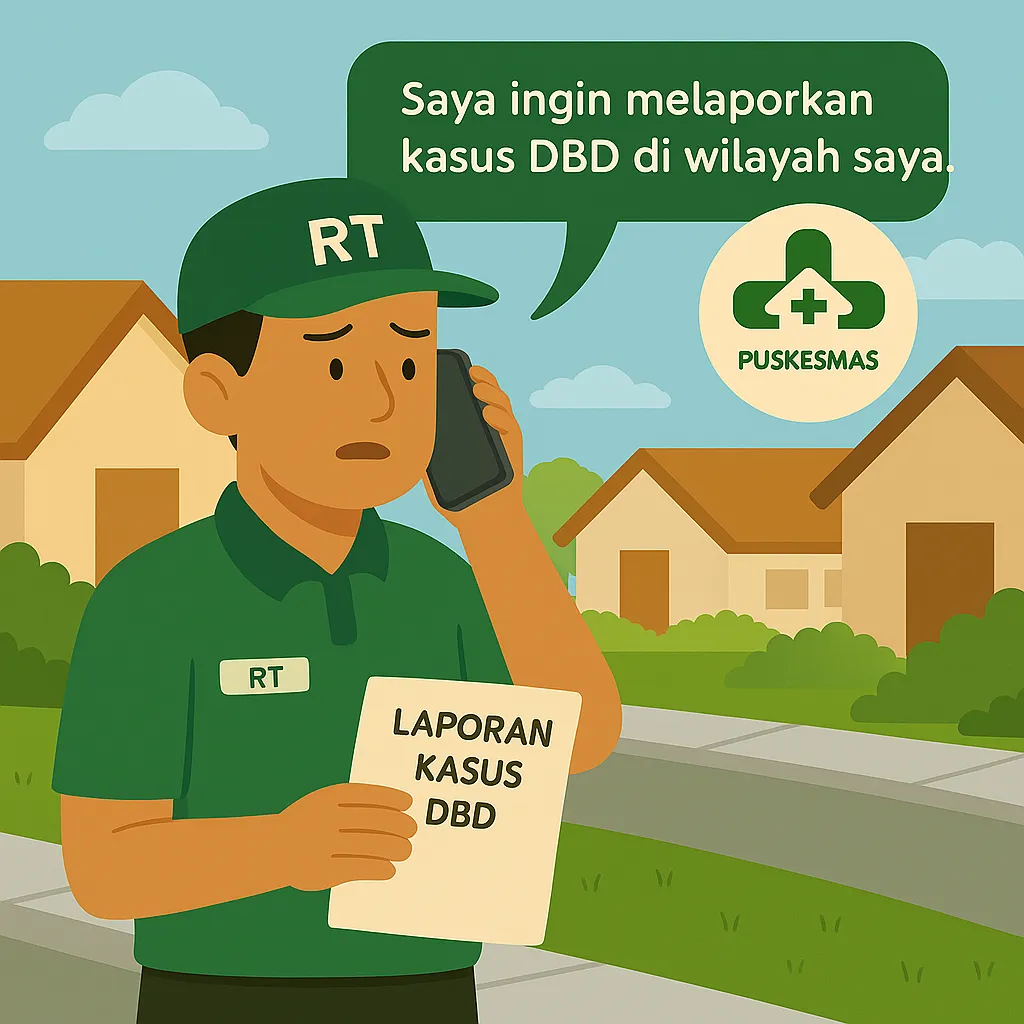 Saya ingin melaporkan
kasus DBD di wilayah saya.
RT
PUSKESMAS
RT
LAPORAN
KASUS
DBD